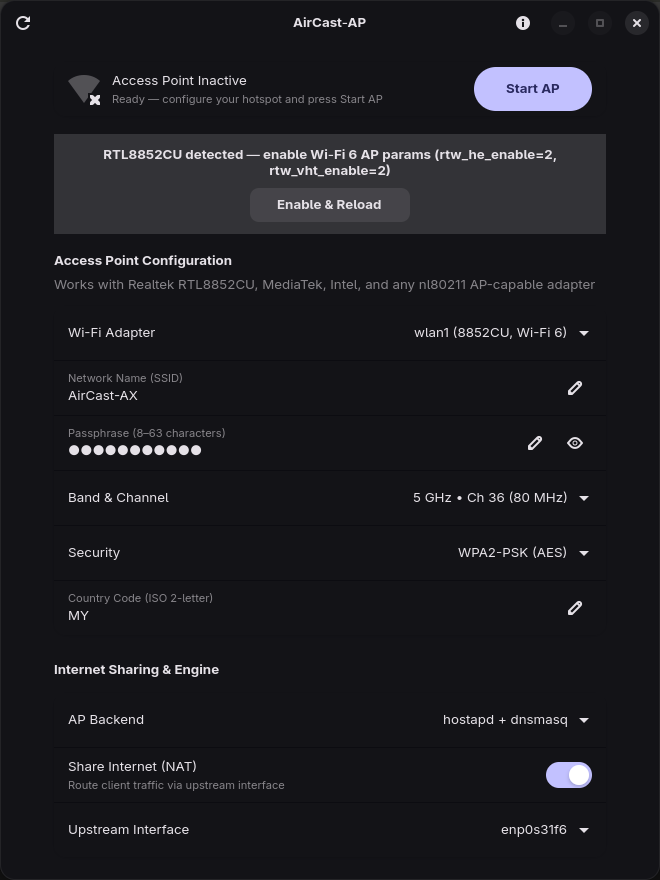 AirCast-AP
Access Point Inactive
Ready — configure your hotspot and press Start AP
Start AP
RTL8852CU detected — enable Wi-Fi 6 AP params (rtw_he_enable=2,
rtw_vht_enable=2)
Enable & Reload
Access Point Configuration
Works with Realtek RTL8852CU, MediaTek, Intel, and any nl80211 AP-capable adapter
Wi-Fi Adapter
wlan1 (8852CU, Wi-Fi 6)
Network Name (SSID)
AirCast-AX
Passphrase (8–63 characters)
●●●●●●●●●●●
Band & Channel
5 GHz • Ch 36 (80 MHz)
Security
WPA2-PSK (AES)
Country Code (ISO 2-letter)
MY
Internet Sharing & Engine
AP Backend
hostapd + dnsmasq
Share Internet (NAT)
Route client traffic via upstream interface
Upstream Interface
enp0s31f6